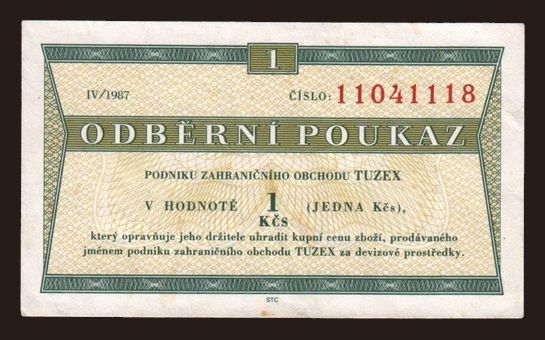 1
IV/1987 ČÍSLO: 11041118
ODBĚRNÍ POUKAZ
PODNIKU ZAHRANIČNÍHO OBCHODU TUZEX
V HODNOTĚ 1 Kčs (JEDNA Kčs),
který opravňuje jeho držitele uhradit kupní cenu zboží, prodávaného
jménem podniku zahraničního obchodu TUZEX za devizové prostředky.
STC